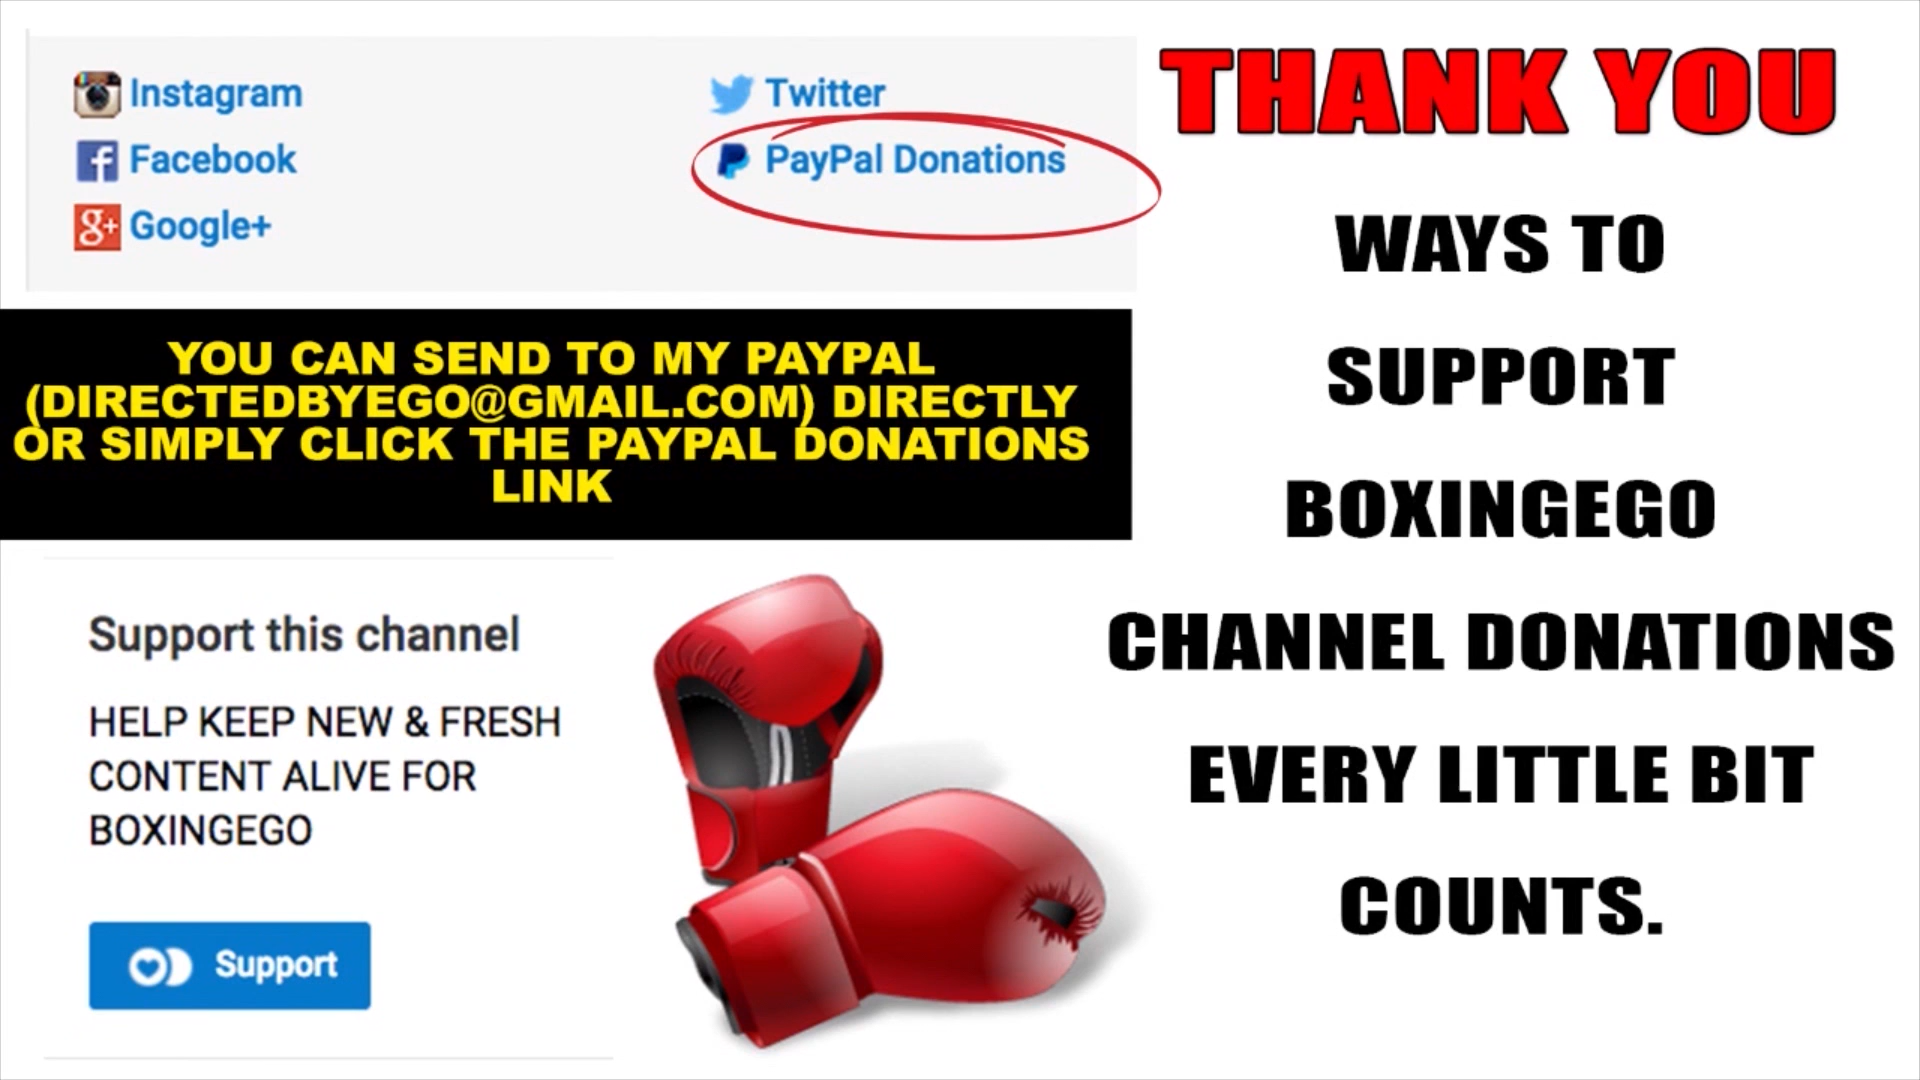 Instagram
Twitter
Facebook
PayPal Donations
Google+
THANK YOU
WAYS TO
SUPPORT
BOXINGEGO
CHANNEL DONATIONS
EVERY LITTLE BIT
COUNTS.
YOU CAN SEND TO MY PAYPAL
(DIRECTEDBYEGO@GMAIL.COM) DIRECTLY
OR SIMPLY CLICK THE PAYPAL DONATIONS
LINK
Support this channel
HELP KEEP NEW & FRESH
CONTENT ALIVE FOR
BOXINGEGO
Support